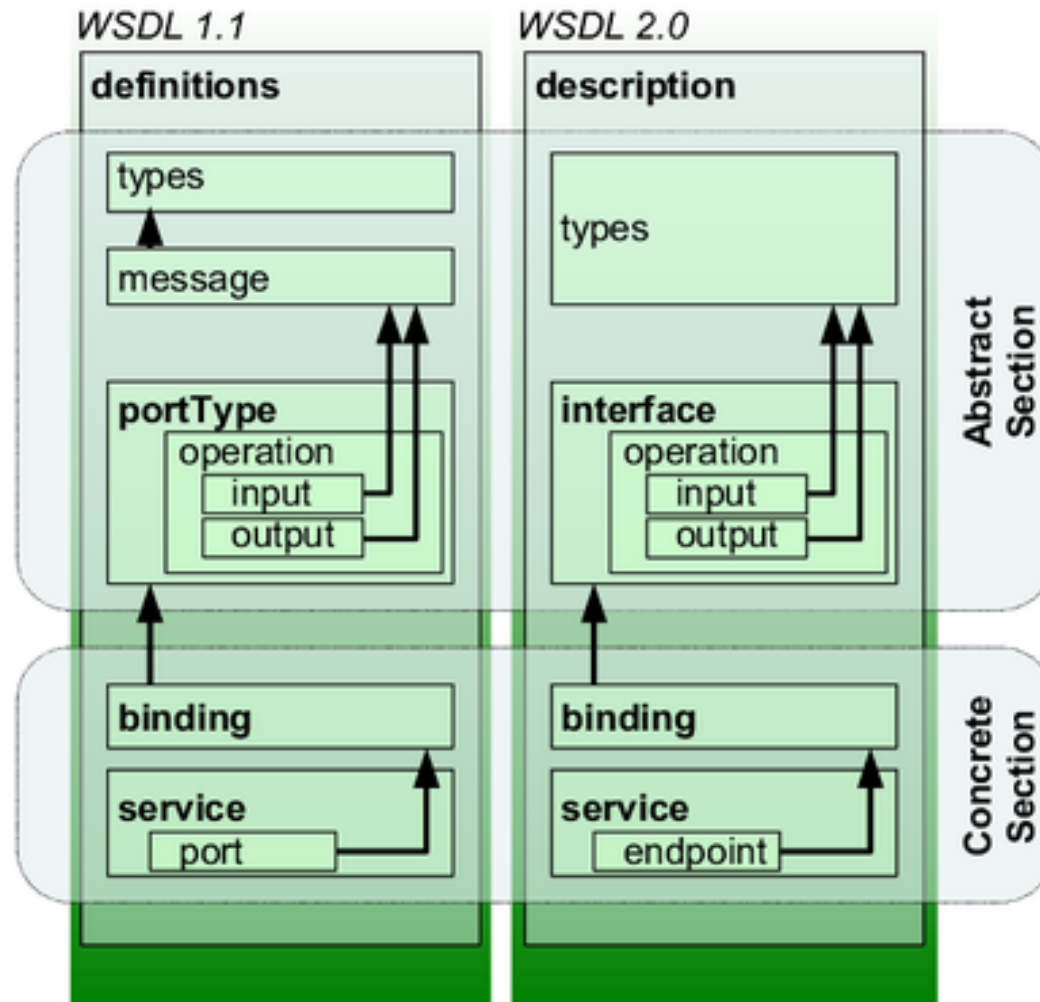 WSDL 1.1
definitions
types
message
portType
operation
input
output
binding
service
port
WSDL 2.0
description
types
interface
operation
input
output
binding
service
endpoint
Abstract
Section
Concrete
Section